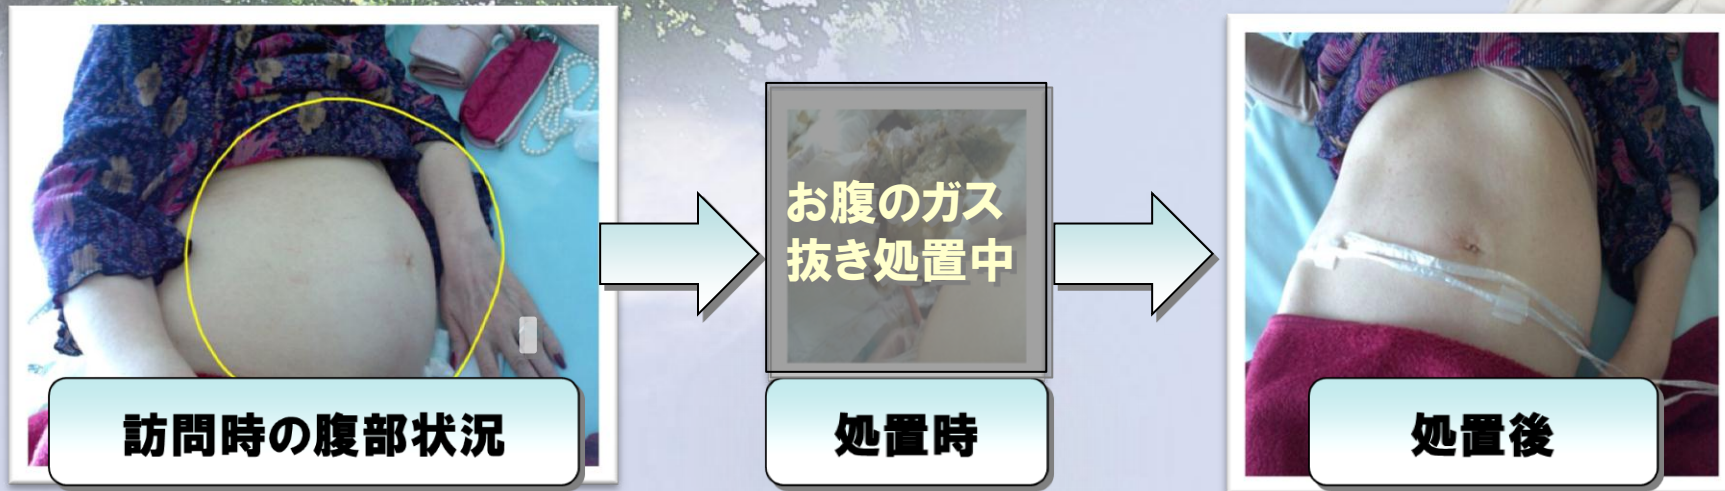 お腹のガス
抜き処置中
訪問時の腹部状況
処置時
処置後